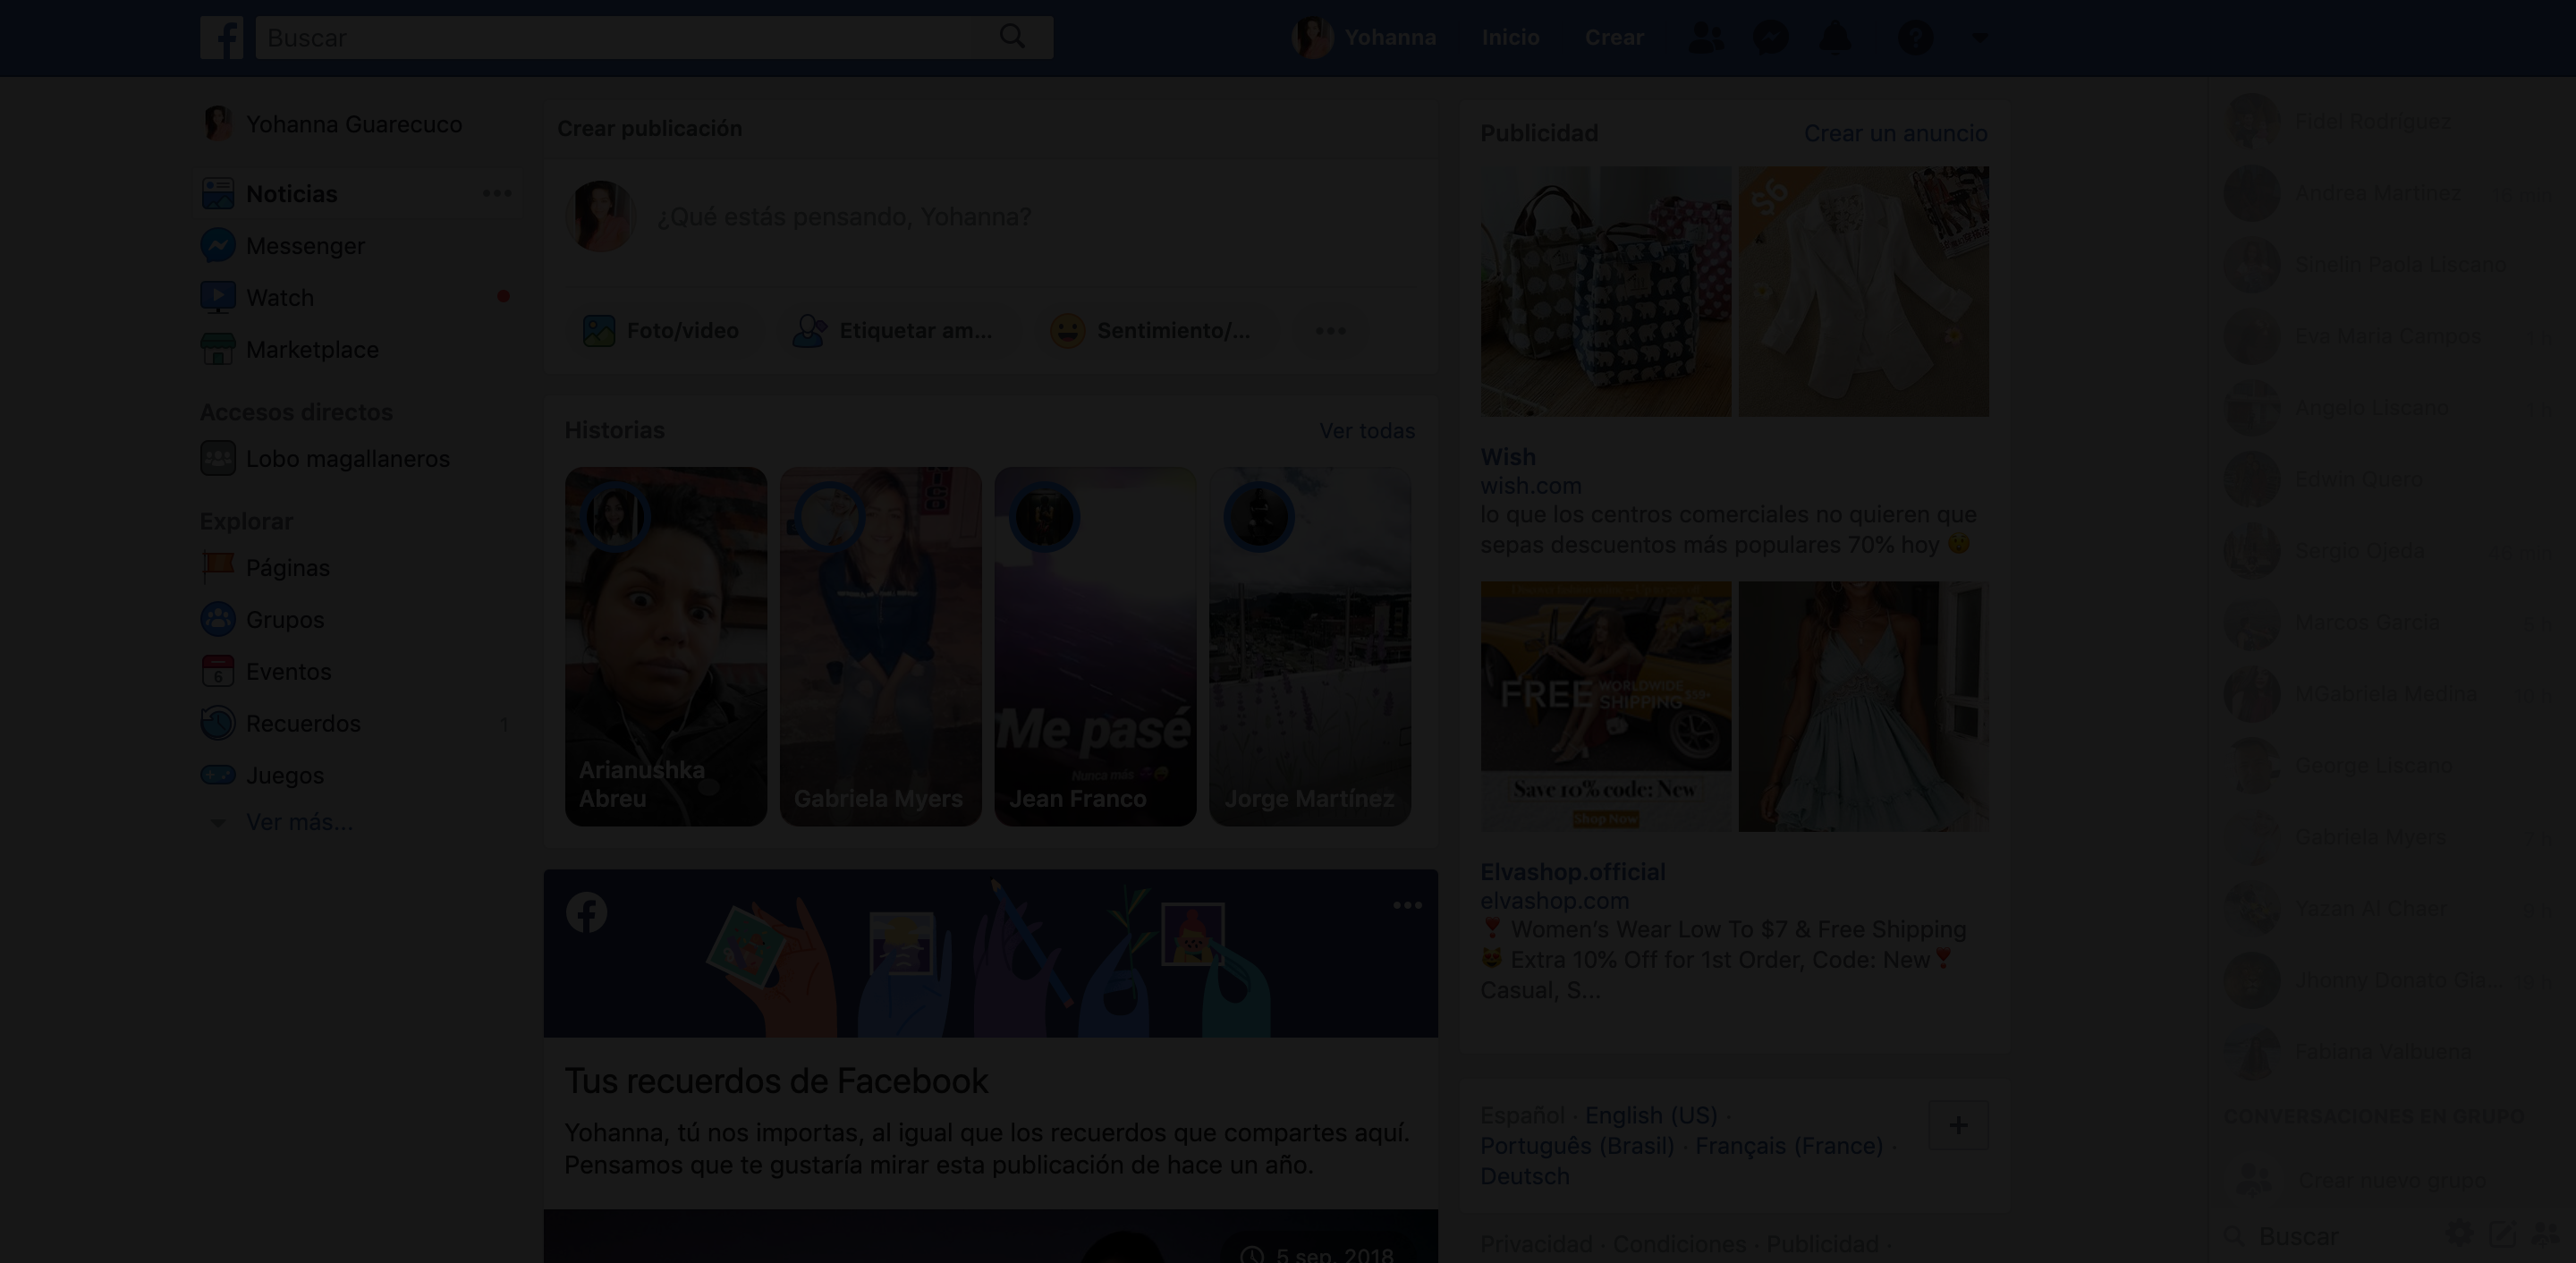 Buscar
Yohanna
Inicio
Crear
Yohanna Guarecuco
Noticias
Messenger
Watch
Marketplace
Accesos directos
Lobo magallaneros
Explorar
Páginas
Grupos
6
Eventos
Recuerdos
1
Juegos
Ver más...
Crear publicación
¿Qué estás pensando, Yohanna?
Foto/video
Etiquetar am...
Sentimiento/...
Historias
Ver todas
Arianushka
Abreu
Gabriela Myers
Me pasé
Nunca más
Jean Franco
Jorge Martínez
Tus recuerdos de Facebook
Yohanna, tú nos importas, al igual que los recuerdos que compartes aquí.
Pensamos que te gustaría mirar esta publicación de hace un año.
5 sep. 2018
Publicidad
Crear un anuncio
$6
Wish
wish.com
lo que los centros comerciales no quieren que
sepas descuentos más populares 70% hoy 😲
FREE WORLDWIDE SHIPPING
Save 10% code: New
Shop Now
Elvashop.official
elvashop.com
❣️ Women's Wear Low To $7 & Free Shipping
😻 Extra 10% Off for 1st Order, Code: New❣️
Casual, S...
Español · English (US) ·
Português (Brasil) · Français (France) ·
Deutsch
Privacidad · Condiciones · Publicidad ·
Fidel Rodriguez
Andrea Martinez
Sinelin Paola Liscano
Eva Maria Campos
Angelo Liscano
Edwin Quero
Sergio Ojeda
Marcos Garcia
MGabriela Medina
George Liscano
Gabriela Myers
Yazan Al Chaer
Jhonny Donato Gia...
Fabiana Valbuena
CONVERSACIONES EN GRUPO
Crear nuevo grupo
Buscar